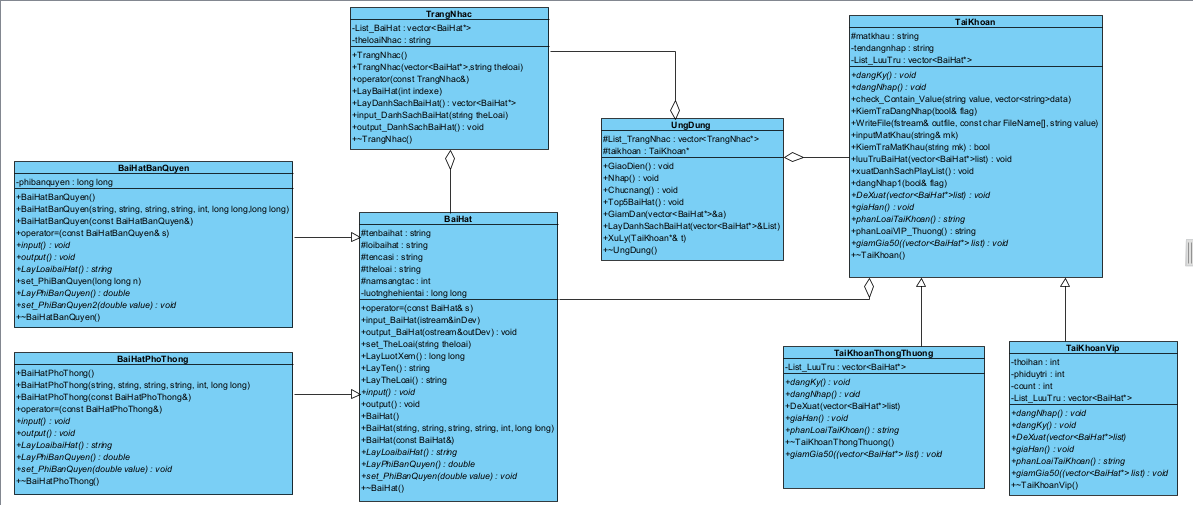 TrangNhac
-List_BaiHat : vector<BaiHat*>
-theloaiNhac : string
+TrangNhac()
+TrangNhac(vector<BaiHat*>,string theloai)
+operator(const TrangNhac&)
+LayBaiHat(int indexe)
+LayDanhSachBaiHat() : vector<BaiHat*>
+input_DanhSachBaiHat(string theLoai)
+output_DanhSachBaiHat() : void
+~TrangNhac()
TaiKhoan
#matkhau : string
-tendangnhap : string
-List_LuuTru : vector<BaiHat*>
+dangKy() : void
+dangNhap() : void
+check_Contain_Value(string value, vector<string>data)
+KiemTraDangNhap(bool& flag)
+WriteFile(fstream& outfile, const char FileName[], string value)
+inputMatKhau(string& mk)
+KiemTraMatKhau(string mk) : bool
+luuTruBaiHat(vector<BaiHat*>list) : void
+xuatDanhSachPlayList() : void
+dangNhap1(bool& flag)
+DeXuat(vector<BaiHat*>list) : void
+giaHan() : void
+phanLoaiTaiKhoan() : string
+phanLoaiVIP_Thuong() : string
+giamGia50((vector<BaiHat*> list) : void
+~TaiKhoan()
UngDung
#List_TrangNhac : vector<TrangNhac*>
#taikhoan : TaiKhoan*
+GiaoDien() : void
+Nhap() : void
+Chucnang() : void
+Top5BaiHat() : void
+GiamDan(vector<BaiHat*>&a)
+LayDanhSachBaiHat(vector<BaiHat*>&List)
+XuLy(TaiKhoan*& t)
+~UngDung()
BaiHatBanQuyen
-phibanquyen : long long
+BaiHatBanQuyen()
+BaiHatBanQuyen(string, string, string, string, int, long long,long long)
+BaiHatBanQuyen(const BaiHatBanQuyen&)
+operator=(const BaiHatBanQuyen& s)
+input() : void
+output() : void
+LayLoaibaiHat() : string
+set_PhiBanQuyen(long long n)
+LayPhiBanQuyen() : double
+set_PhiBanQuyen2(double value) : void
+~BaiHatBanQuyen()
BaiHat
#tenbaihat : string
#loibaihat : string
#tencasi : string
#theloai : string
#namsangtac : int
-luotnghehientai : long long
+operator=(const BaiHat& s)
+input_BaiHat(istream&inDev)
+output_BaiHat(ostream&outDev) : void
+set_TheLoai(string theloai)
+LayLuotXem() : long long
+LayTen() : string
+LayTheLoai() : string
+input() : void
+output() : void
+BaiHat()
+BaiHat(string, string, string, string, int, long long)
+BaiHat(const BaiHat&)
+LayLoaibaiHat() : string
+LayPhiBanQuyen() : double
+set_PhiBanQuyen(double value) : void
+~BaiHat()
BaiHatPhoThong
+BaiHatPhoThong()
+BaiHatPhoThong(string, string, string, string, int, long long)
+BaiHatPhoThong(const BaiHatPhoThong&)
+operator=(const BaiHatPhoThong&)
+input() : void
+output() : void
+LayLoaibaiHat() : string
+LayPhiBanQuyen() : double
+set_PhiBanQuyen(double value) : void
+~BaiHatPhoThong()
TaiKhoanThongThuong
-List_LuuTru : vector<BaiHat*>
+dangKy() : void
+dangNhap() : void
+DeXuat(vector<BaiHat*>list)
+giaHan() : void
+phanLoaiTaiKhoan() : string
+~TaiKhoanThongThuong()
+giamGia50((vector<BaiHat*> list) : void
TaiKhoanVip
-thoihan : int
-phiduytri : int
-count : int
-List_LuuTru : vector<BaiHat*>
+dangNhap() : void
+dangKy() : void
+DeXuat(vector<BaiHat*>list)
+giaHan() : void
+phanLoaiTaiKhoan() : string
+giamGia50((vector<BaiHat*> list) : void
+~TaiKhoanVip()